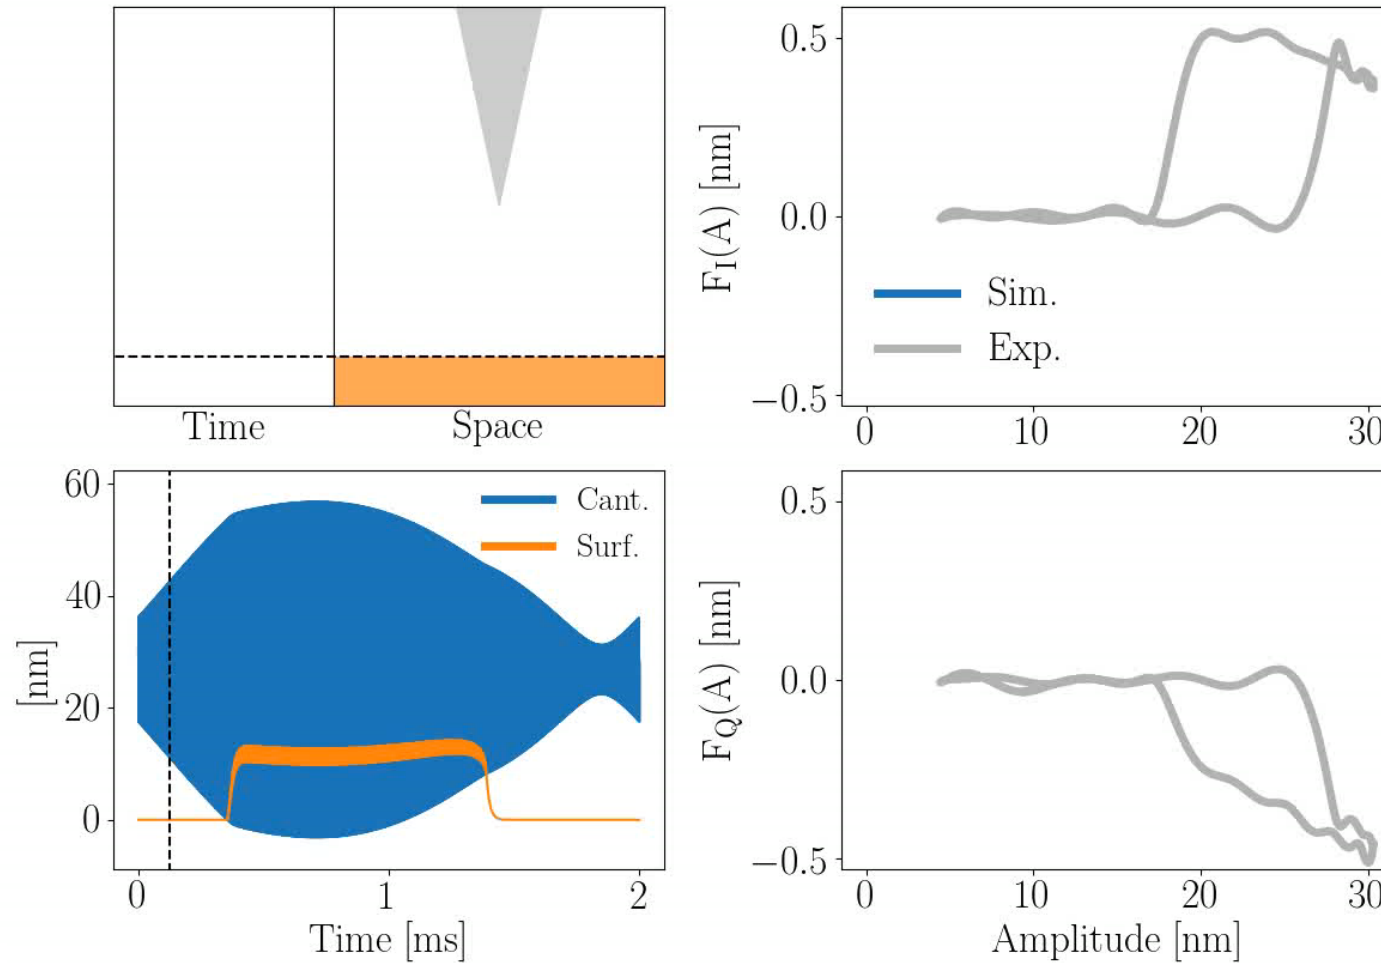 Time
Space
F_I(A) [nm]
0.5
0.0
−0.5
Sim.
Exp.
0
10
20
30
[nm]
60
40
20
0
Cant.
Surf.
0
1
2
Time [ms]
F_Q(A) [nm]
0.5
0.0
−0.5
0
10
20
30
Amplitude [nm]